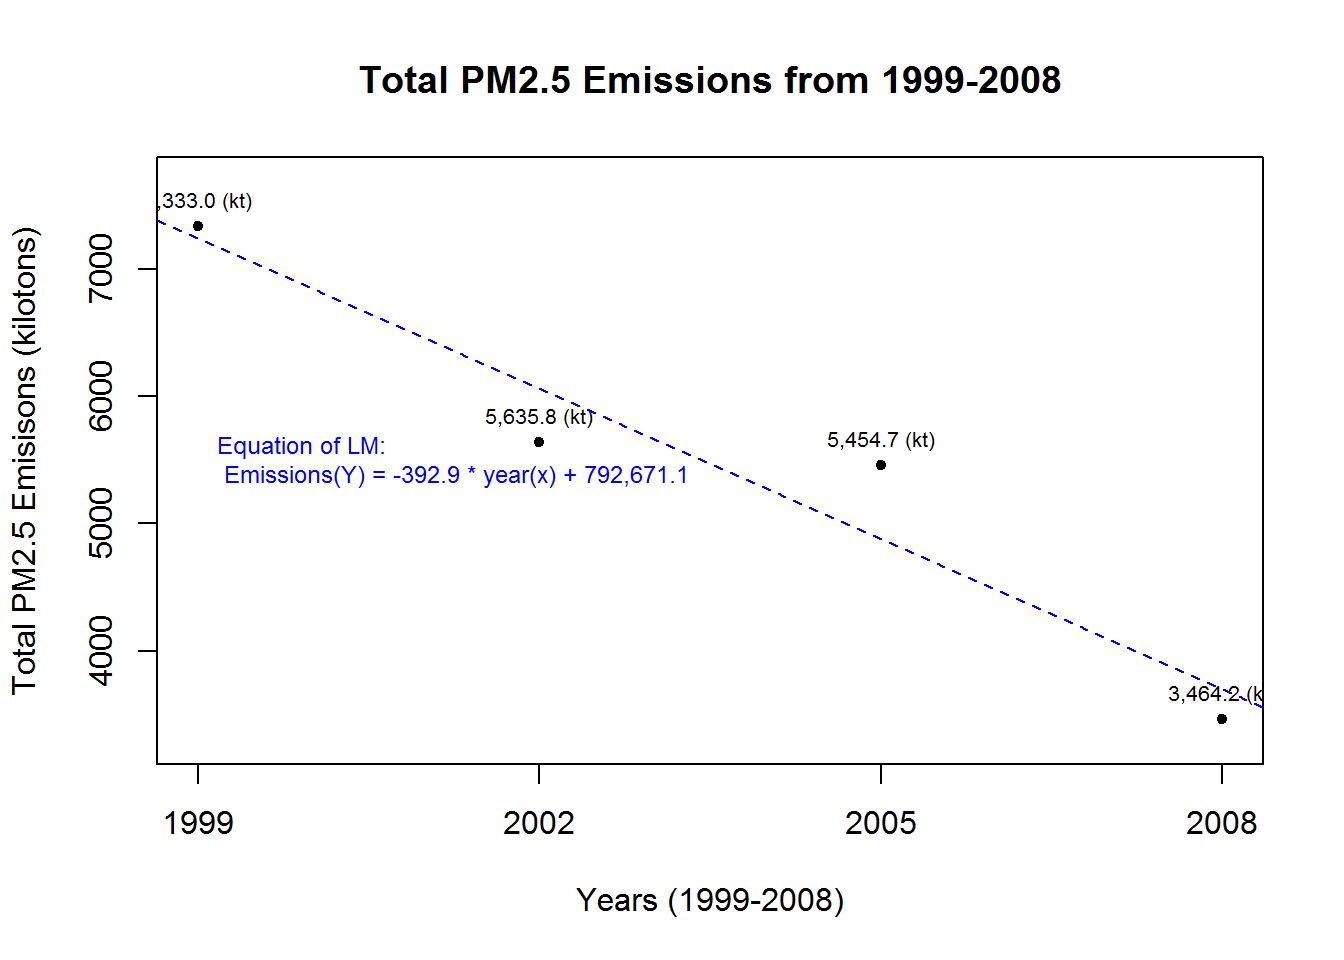 Total PM2.5 Emissions from 1999-2008
Total PM2.5 Emisisons (kilotons)
7000
6000
5000
4000
,333.0 (kt)
5,635.8 (kt)
5,454.7 (kt)
3,464.2 (k
Equation of LM:
Emissions(Y) = -392.9 * year(x) + 792,671.1
1999
2002
2005
2008
Years (1999-2008)